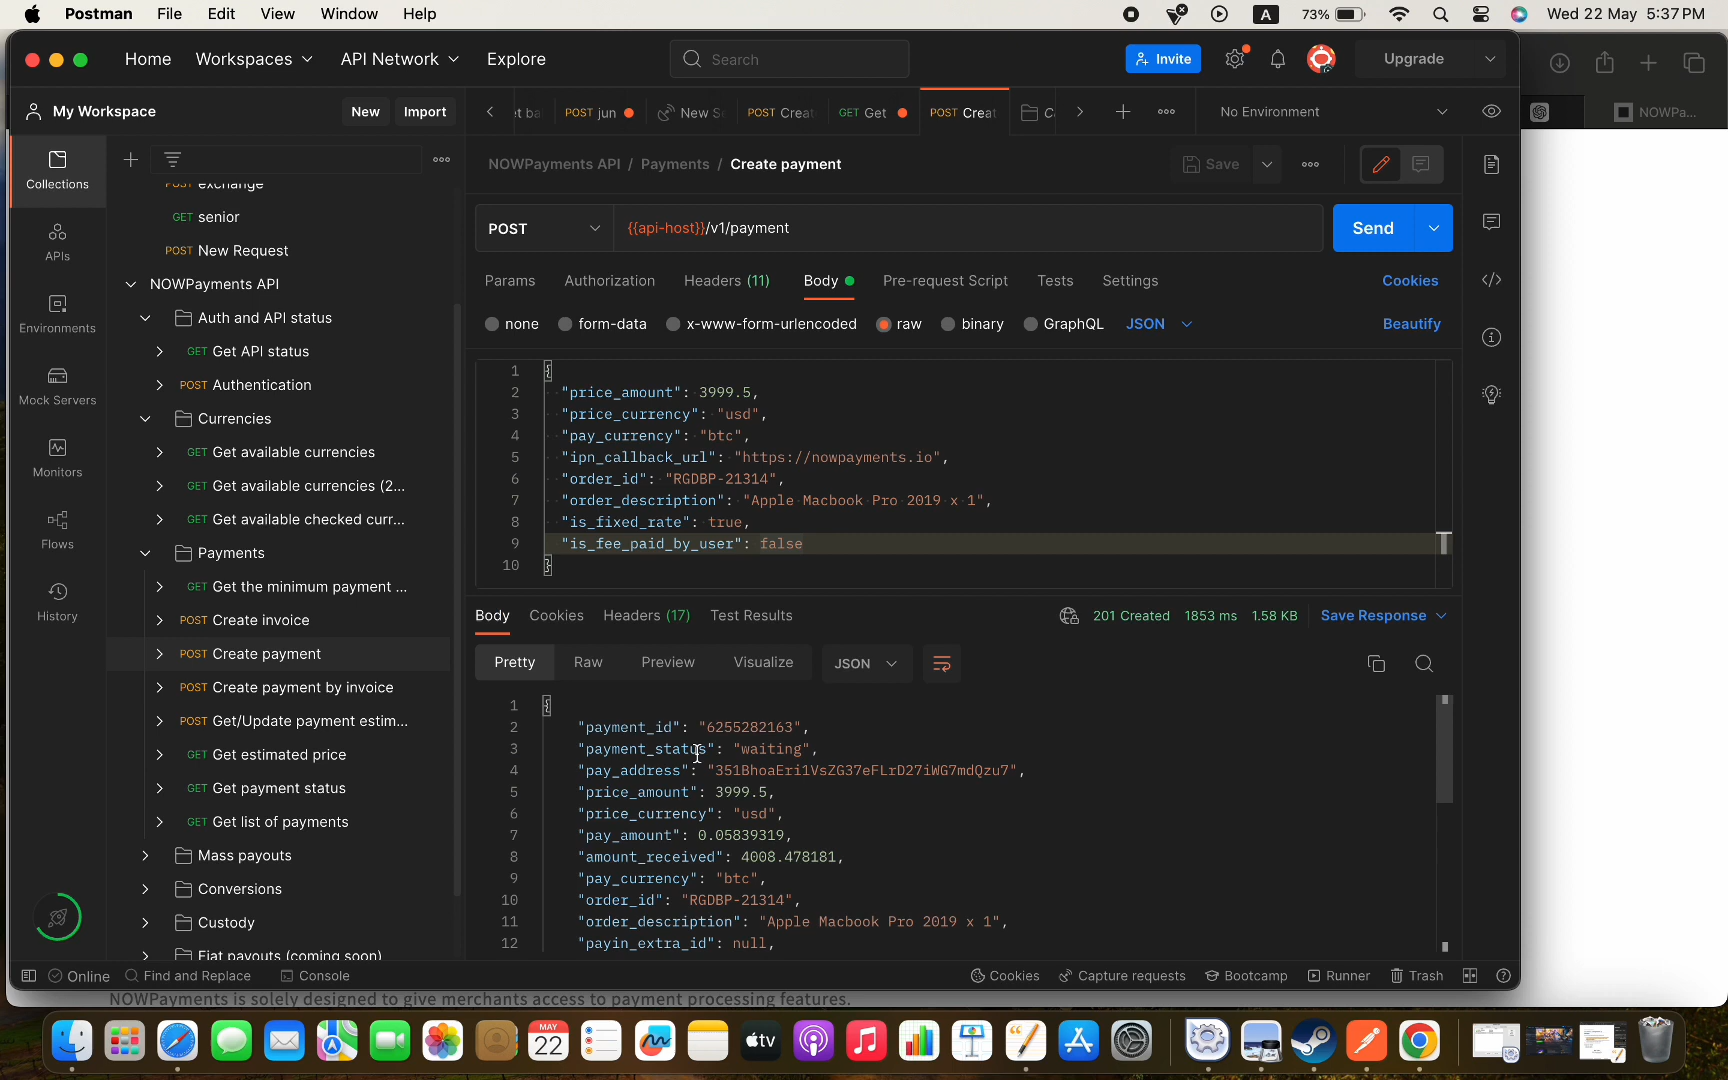 Postman File Edit View Window Help
A 73% Wed 22 May 5:37 PM
Home Workspaces API Network Explore
Search
Invite
Upgrade
My Workspace
New Import
POST jun
New Se
POST Creat
GET Get
POST Creat
No Environment
NOWPa...
Collections
APIs
Environments
Mock Servers
Monitors
Flows
History
POST exchange
GET senior
POST New Request
NOWPayments API
Auth and API status
GET Get API status
POST Authentication
Currencies
GET Get available currencies
GET Get available currencies (2...
GET Get available checked curr...
Payments
GET Get the minimum payment ...
POST Create invoice
POST Create payment
POST Create payment by invoice
POST Get/Update payment estim...
GET Get estimated price
GET Get payment status
GET Get list of payments
Mass payouts
Conversions
Custody
Fiat payouts (coming soon)
NOWPayments API / Payments / Create payment
Save
POST {{api-host}}/v1/payment
Send
Params Authorization Headers (11) Body Pre-request Script Tests Settings Cookies
none form-data x-www-form-urlencoded raw binary GraphQL JSON Beautify
1 {
2 "price_amount": 3999.5,
3 "price_currency": "usd",
4 "pay_currency": "btc",
5 "ipn_callback_url": "https://nowpayments.io",
6 "order_id": "RGDBP-21314",
7 "order_description": "Apple Macbook Pro 2019 x 1",
8 "is_fixed_rate": true,
9 "is_fee_paid_by_user": false
10 }
Body Cookies Headers (17) Test Results 201 Created 1853 ms 1.58 KB Save Response
Pretty Raw Preview Visualize JSON
1 {
2 "payment_id": "6255282163",
3 "payment_status": "waiting",
4 "pay_address": "351BhoaEri1VsZG37eFLrD27iWG7mdQzu7",
5 "price_amount": 3999.5,
6 "price_currency": "usd",
7 "pay_amount": 0.05839319,
8 "amount_received": 4008.478181,
9 "pay_currency": "btc",
10 "order_id": "RGDBP-21314",
11 "order_description": "Apple Macbook Pro 2019 x 1",
12 "payin_extra_id": null,
Online Find and Replace Console Cookies Capture requests Bootcamp Runner Trash
NOWPayments is solely designed to give merchants access to payment processing features.
MAY
22
tv